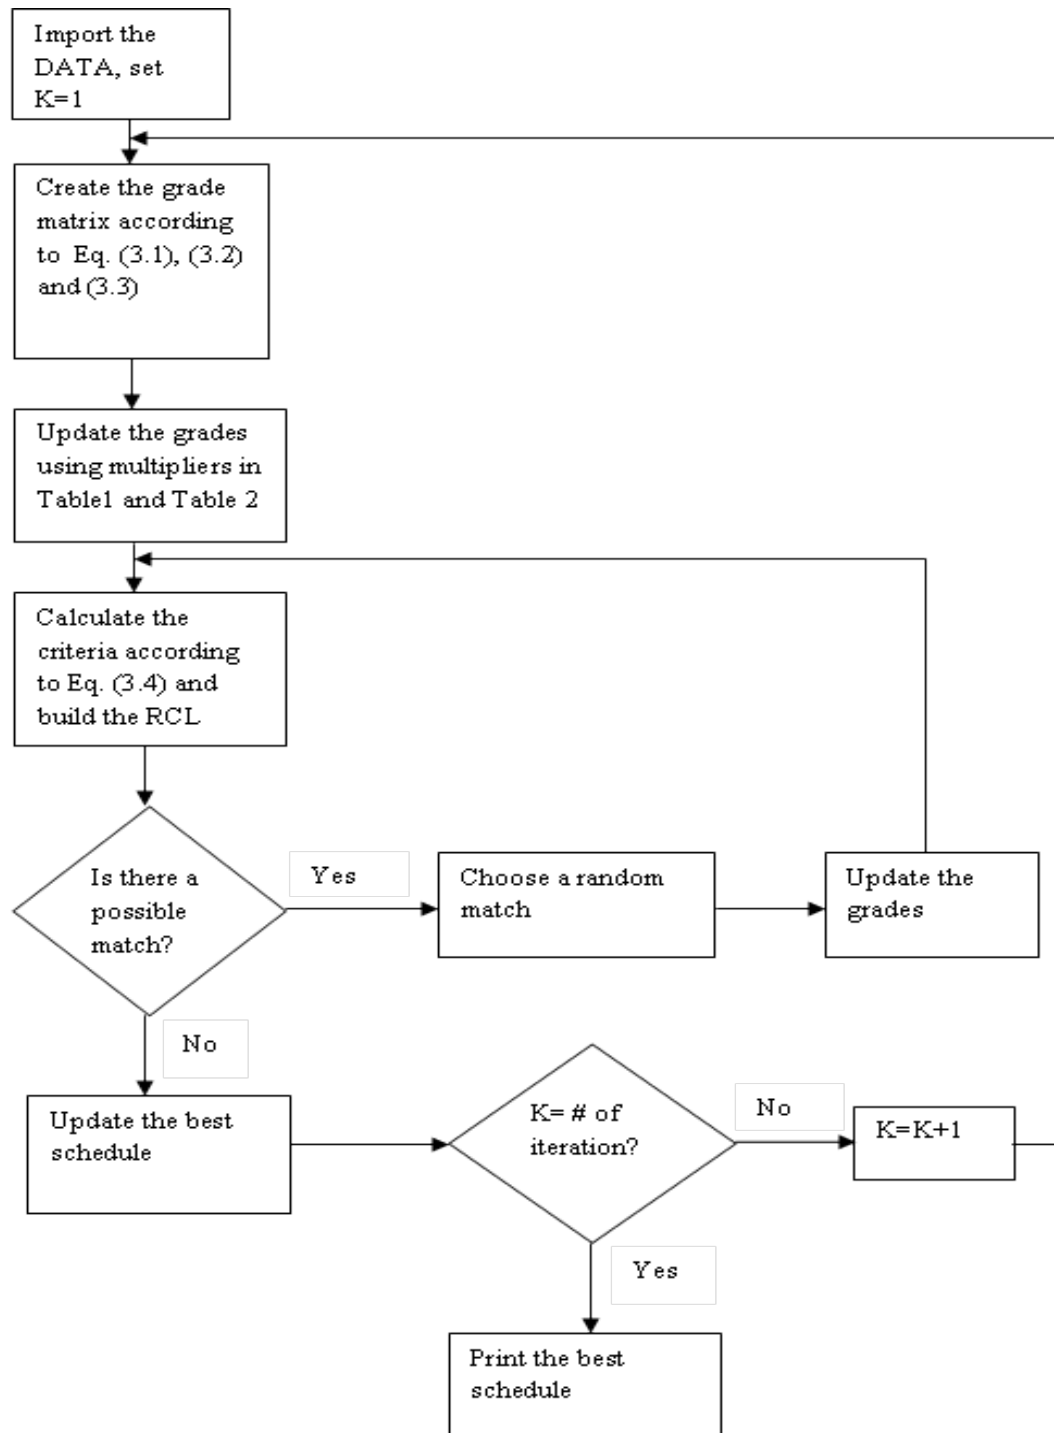 Import the
DATA, set
K=1
Create the grade
matrix according
to Eq. (3.1), (3.2)
and (3.3)
Update the grades
using multipliers in
Table1 and Table 2
Calculate the
criteria according
to Eq. (3.4) and
build the RCL
Is there a
possible
match?
Yes
Choose a random
match
Update the
grades
No
Update the best
schedule
K= # of
iteration?
No
K=K+1
Yes
Print the best
schedule